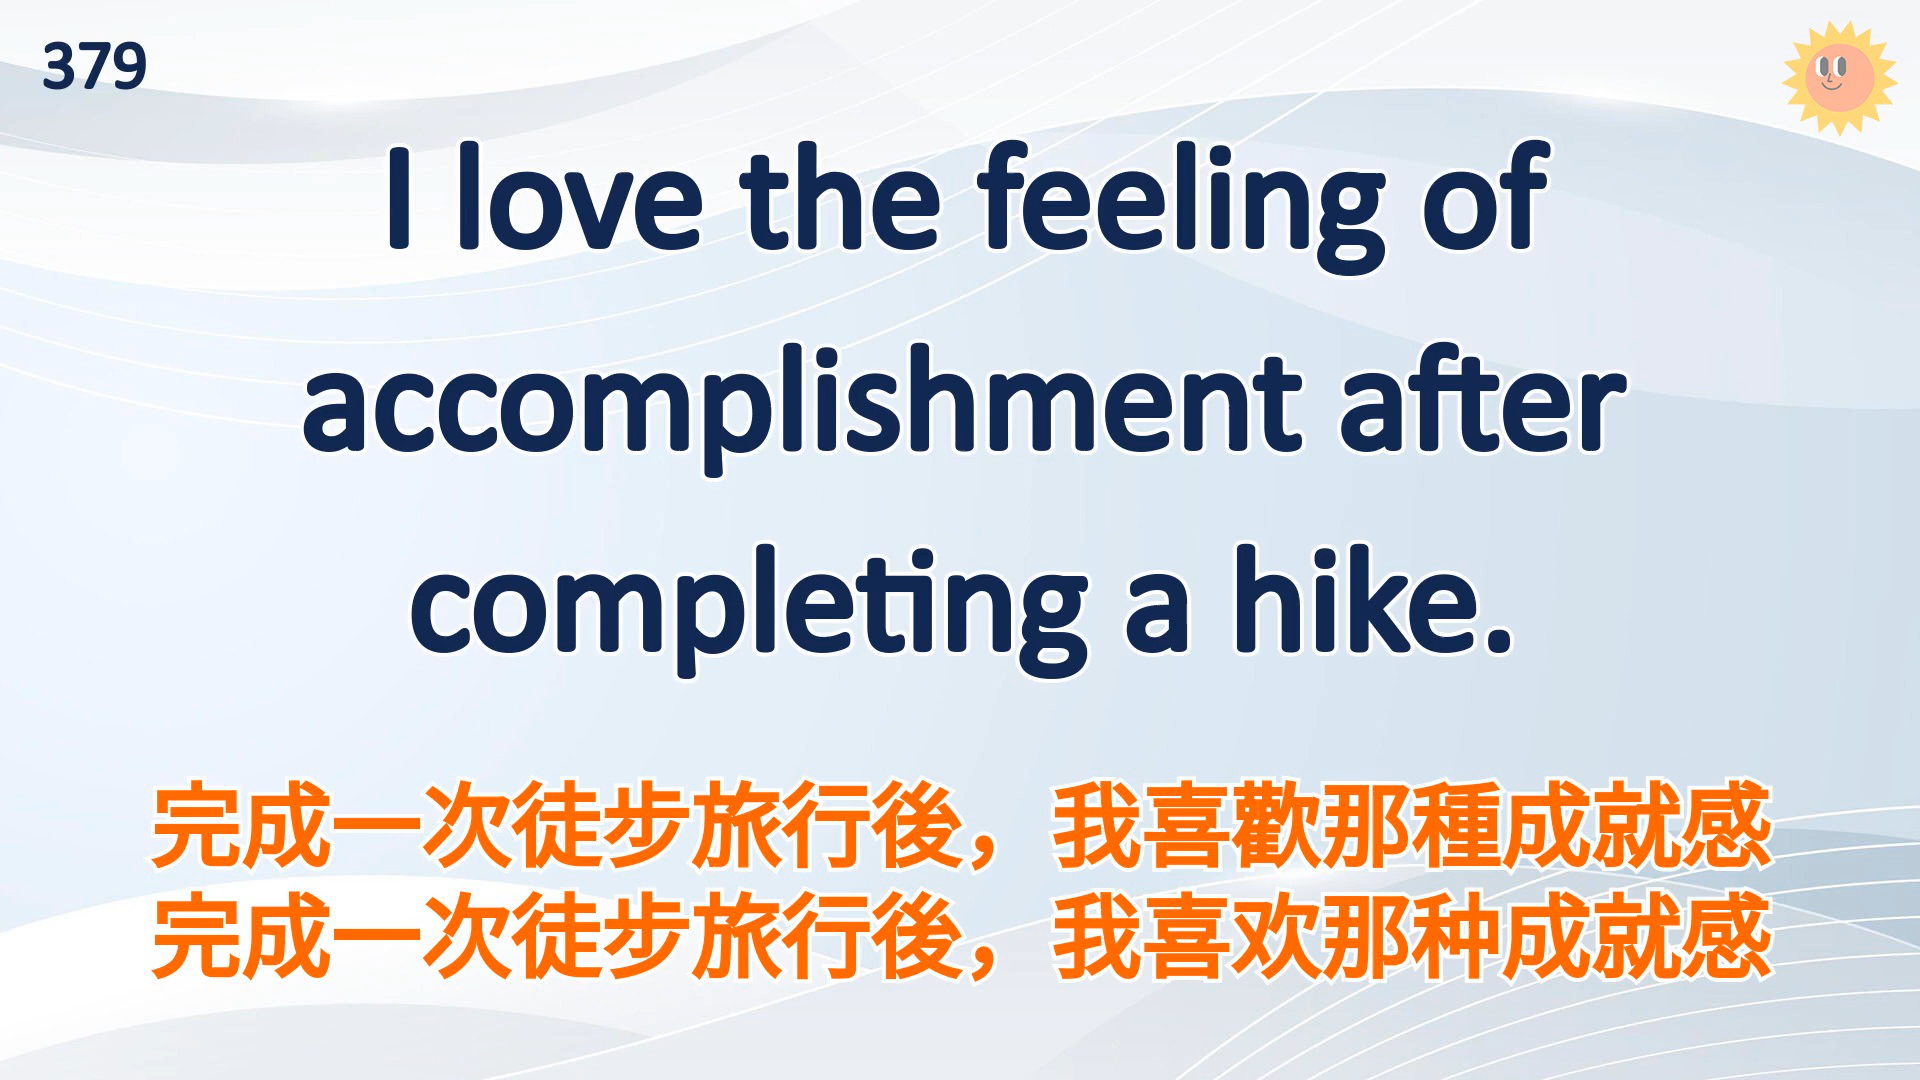 379
I love the feeling of
accomplishment after
completing a hike.
完成一次徒步旅行後，我喜歡那種成就感
完成一次徒步旅行後，我喜欢那种成就感